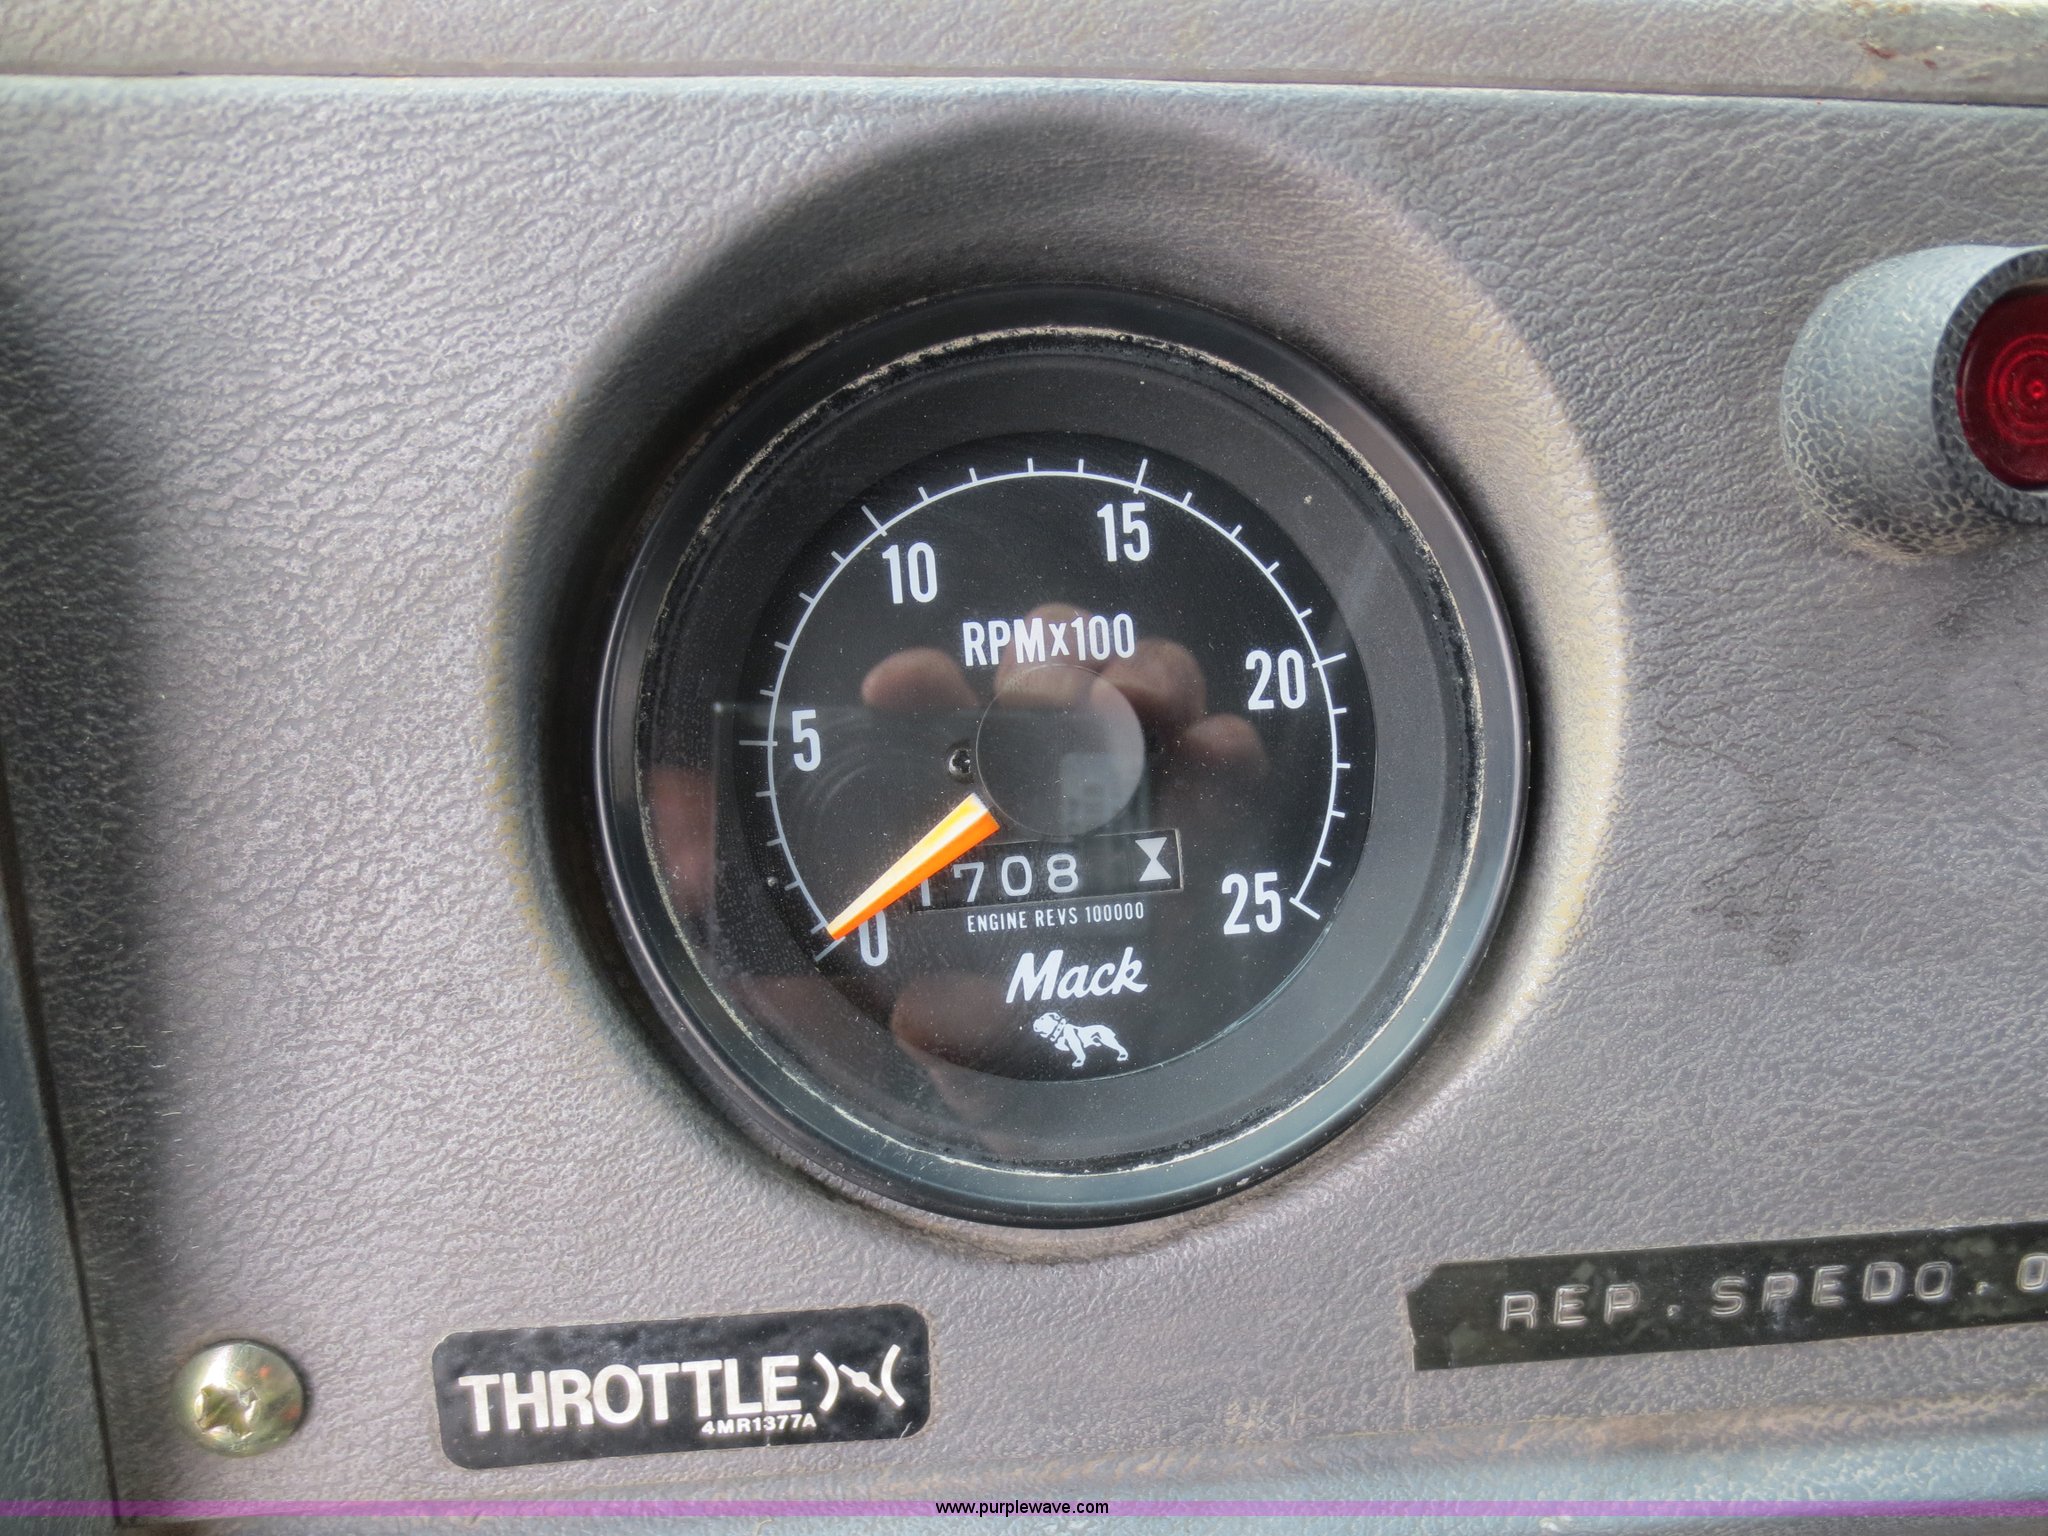 15
10
RPMx100
20
5
1708
25
ENGINE REVS 100000
0
Mack
REP. SPEDO. 0
THROTTLE
4MR1377A
www.purplewave.com